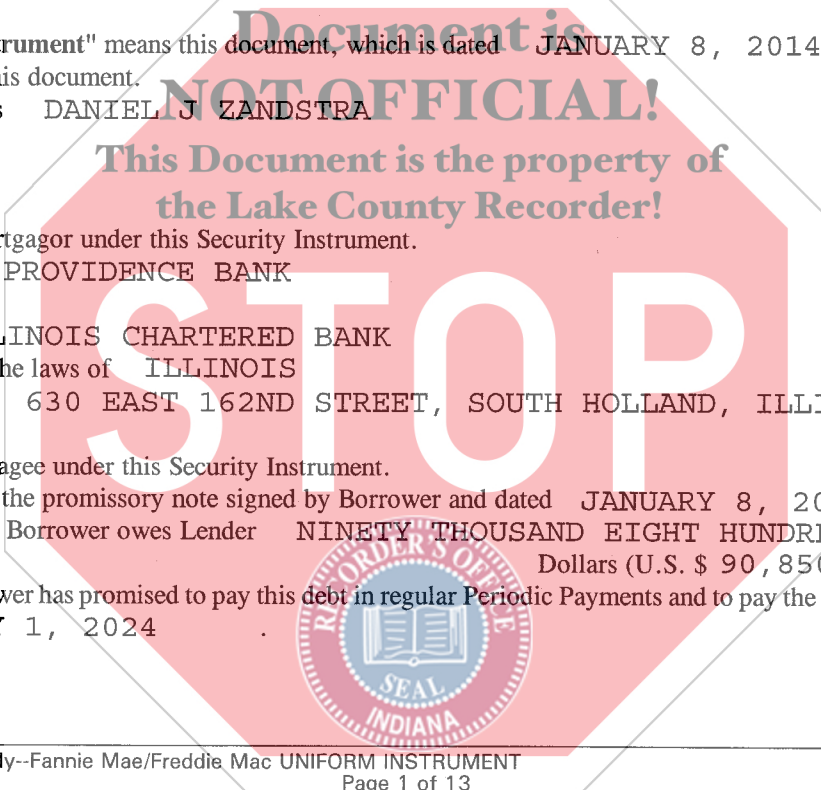 Document is
rument" means this document, which is dated JANUARY 8, 2014
is document.
NOT OFFICIAL!
s DANIEL J ZANDSTRA
This Document is the property of
the Lake County Recorder!
rtgagor under this Security Instrument.
PROVIDENCE BANK
STOP
LINOIS CHARTERED BANK
he laws of ILLINOIS
630 EAST 162ND STREET, SOUTH HOLLAND, ILLI
agee under this Security Instrument.
the promissory note signed by Borrower and dated JANUARY 8, 20
Borrower owes Lender NINETY THOUSAND EIGHT HUNDR
Dollars (U.S. $ 90,850
wer has promised to pay this debt in regular Periodic Payments and to pay the
Y 1, 2024 .
RECORDER'S OFFICE
SEAL
INDIANA
ly--Fannie Mae/Freddie Mac UNIFORM INSTRUMENT
Page 1 of 13